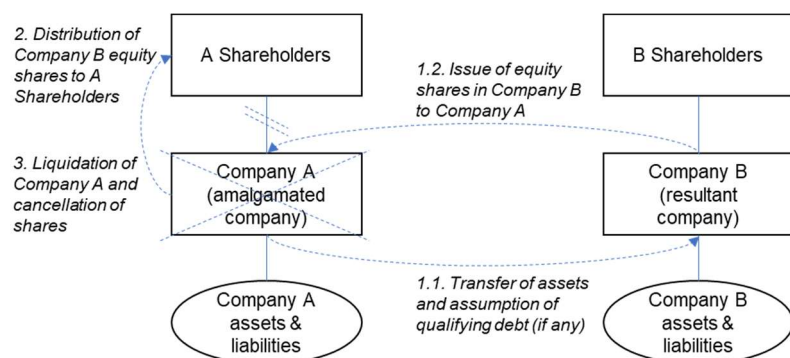 2. Distribution of
Company B equity
shares to A
Shareholders
A Shareholders
1.2. Issue of equity
shares in Company B
to Company A
B Shareholders
3. Liquidation of
Company A and
cancellation of
shares
Company A
(amalgamated
company)
Company B
(resultant
company)
Company A
assets &
liabilities
1.1. Transfer of assets
and assumption of
qualifying debt (if any)
Company B
assets &
liabilities